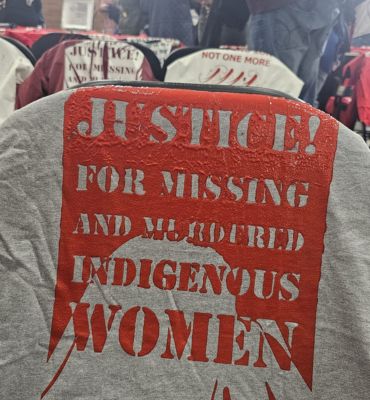 JUSTICE!
FOR MISSING
AND MURDERED
INDIGENOUS
WOMEN
JUSTICE!
FOR MISSING
NOT ONE MORE